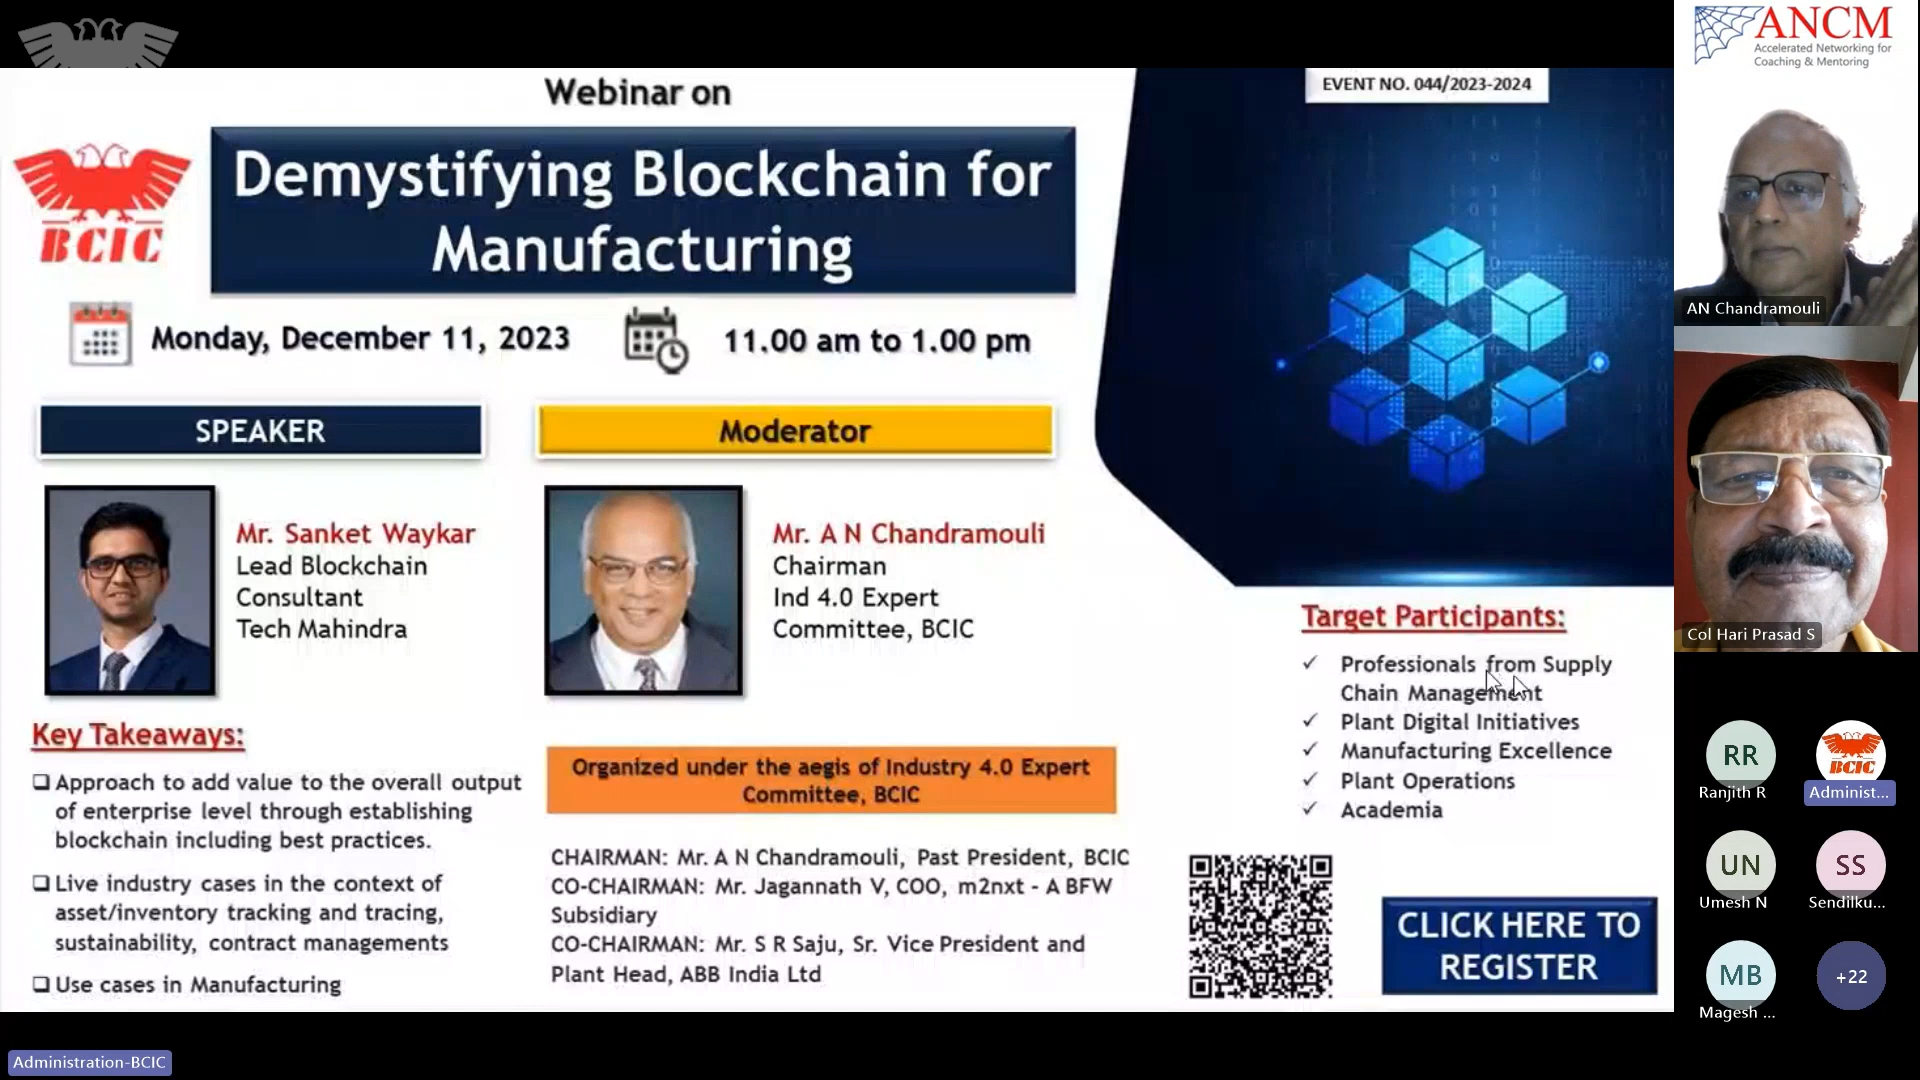 Webinar on
EVENT NO. 044/2023-2024
BCIC
Demystifying Blockchain for
Manufacturing
Monday, December 11, 2023
11.00 am to 1.00 pm
SPEAKER
Moderator
Mr. Sanket Waykar
Lead Blockchain
Consultant
Tech Mahindra
Mr. A N Chandramouli
Chairman
Ind 4.0 Expert
Committee, BCIC
Key Takeaways:
Approach to add value to the overall output
of enterprise level through establishing
blockchain including best practices.
Live industry cases in the context of
asset/inventory tracking and tracing,
sustainability, contract managements
Use cases in Manufacturing
Organized under the aegis of Industry 4.0 Expert
Committee, BCIC
CHAIRMAN: Mr. A N Chandramouli, Past President, BCIC
CO-CHAIRMAN: Mr. Jagannath V, COO, m2nxt - A BFW
Subsidiary
CO-CHAIRMAN: Mr. S R Saju, Sr. Vice President and
Plant Head, ABB India Ltd
Target Participants:
Professionals from Supply
Chain Management
Plant Digital Initiatives
Manufacturing Excellence
Plant Operations
Academia
CLICK HERE TO
REGISTER
ANCM
Accelerated Networking for
Coaching & Mentoring
AN Chandramouli
Col Hari Prasad S
RR
Ranjith R
BCIC
Administ...
UN
Umesh N
SS
Sendilku...
MB
Magesh ...
+22
Administration-BCIC